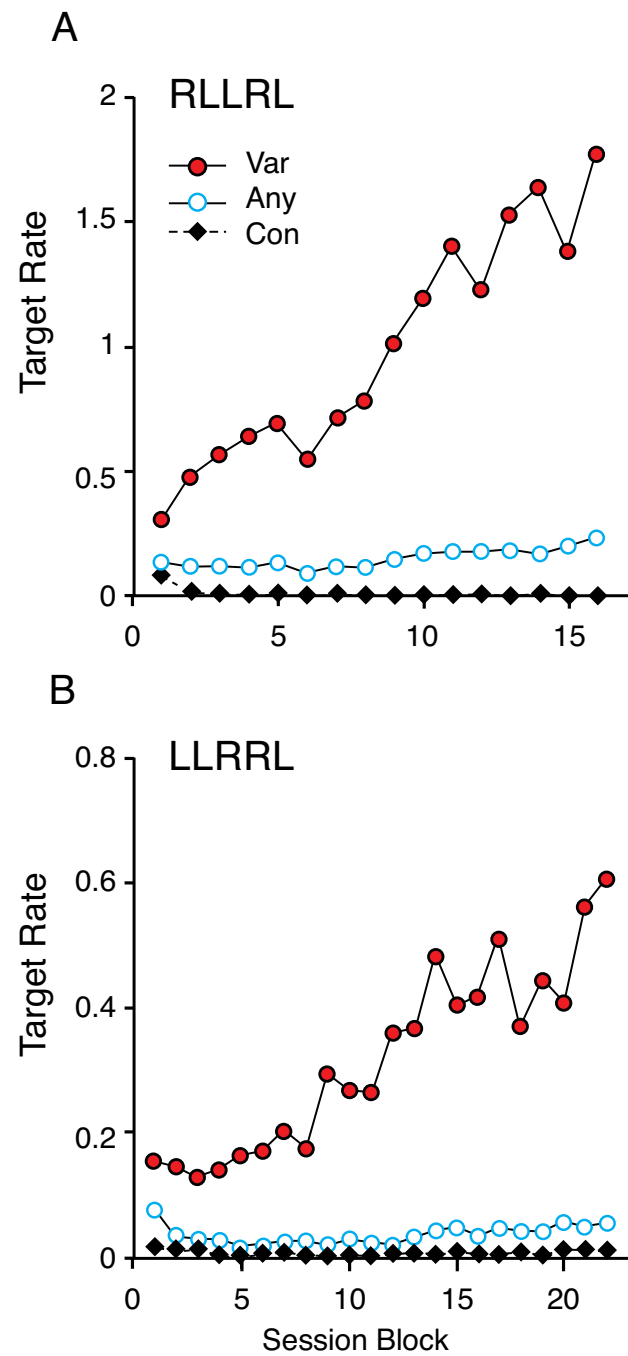 A
RLLRL
Var
Any
Con
Target Rate
2
1.5
1
0.5
0
0 5 10 15
B
LLRRL
Target Rate
0.8
0.6
0.4
0.2
0
0 5 10 15 20
Session Block